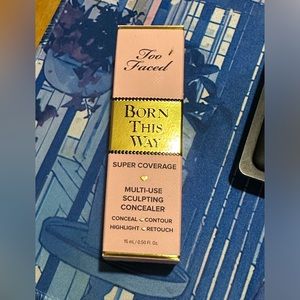 Too
Faced
BORN
THIS
WAY
SUPER COVERAGE
MULTI-USE
SCULPTING
CONCEALER
CONCEAL & CONTOUR
HIGHLIGHT & RETOUCH
15 mL / 0.50 Fl. Oz.